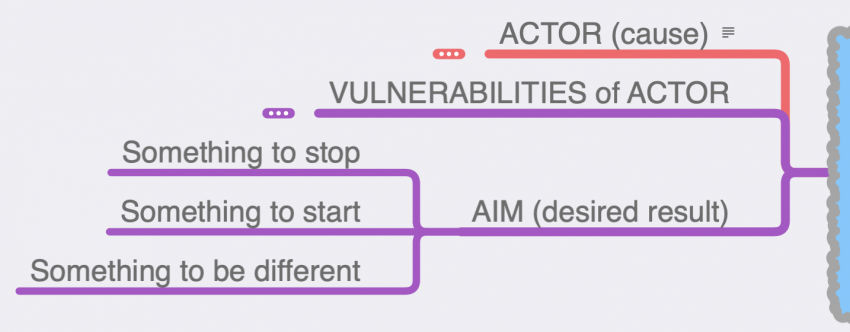 ACTOR (cause)
VULNERABILITIES of ACTOR
Something to stop
Something to start
AIM (desired result)
Something to be different